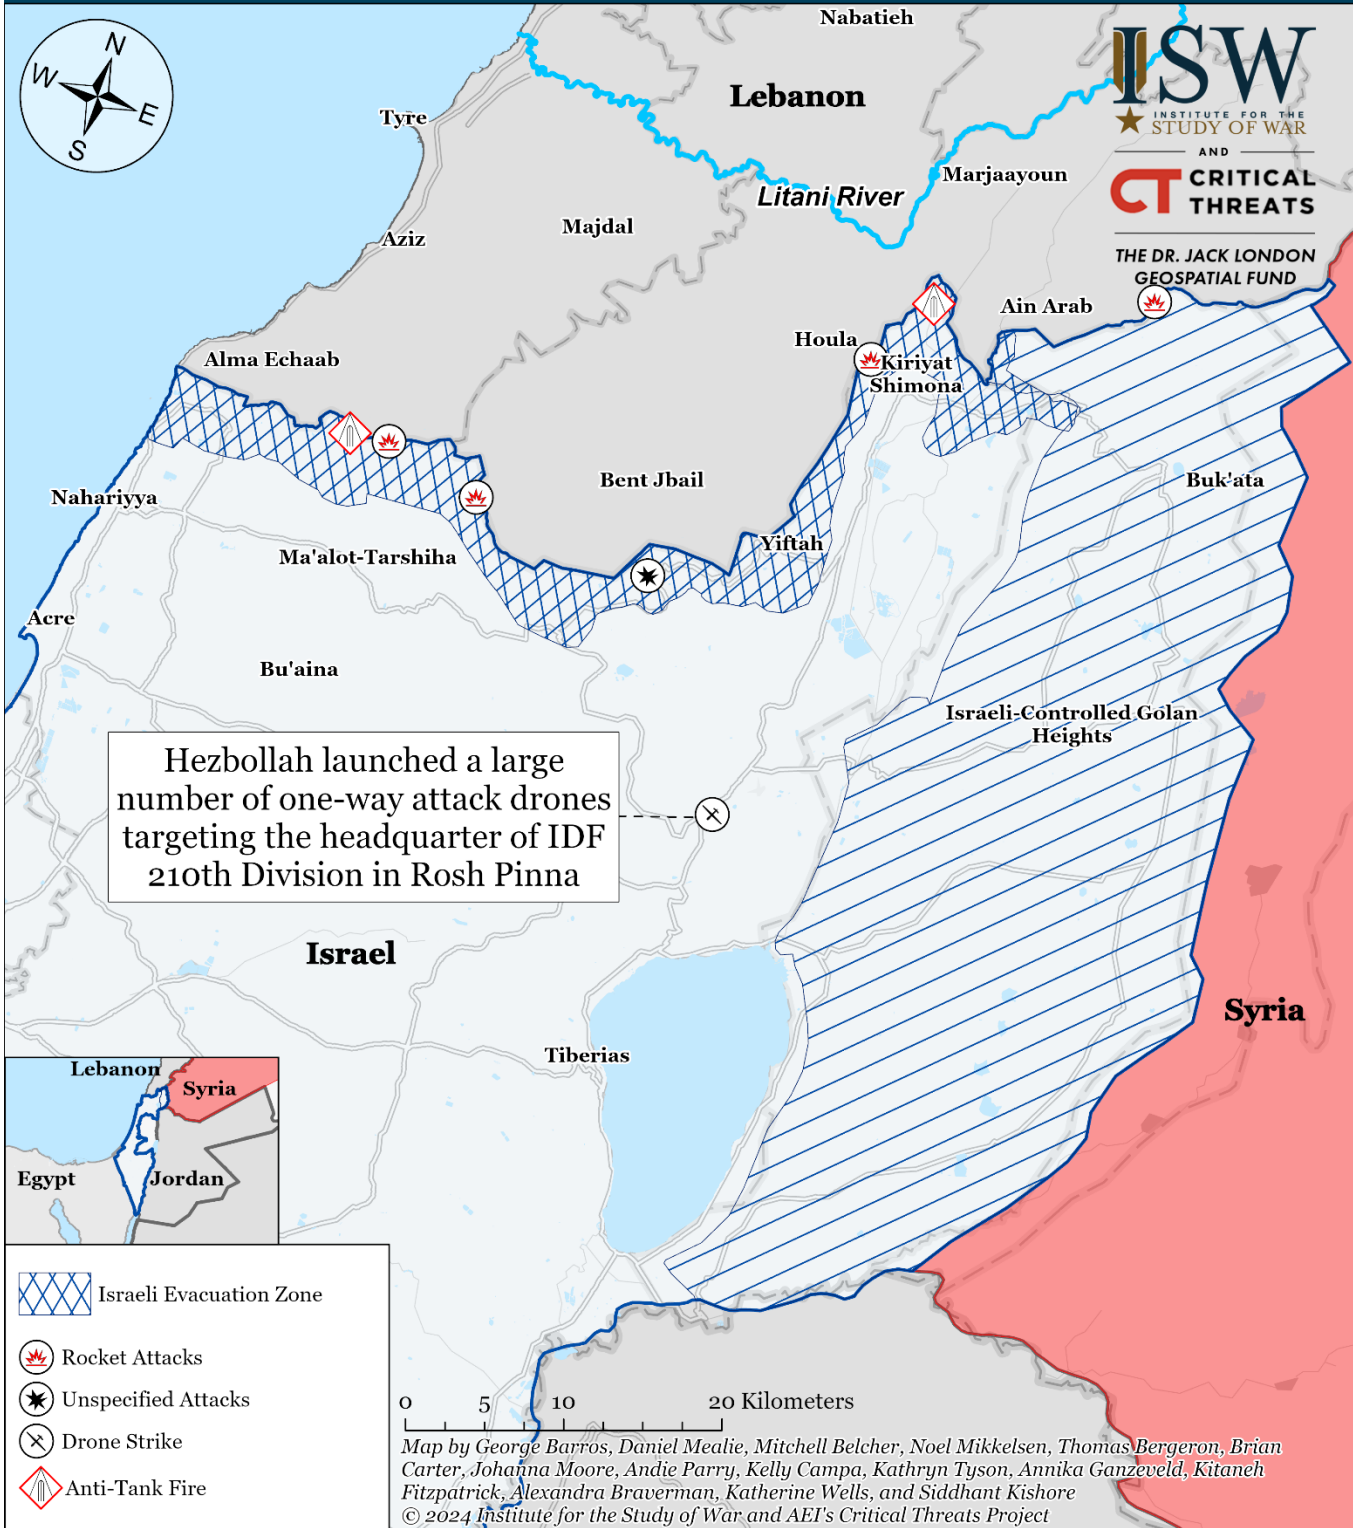 N
W
E
S
Nabatieh
Lebanon
ISW
INSTITUTE FOR THE
STUDY OF WAR
AND
CT CRITICAL
THREATS
THE DR. JACK LONDON
GEOSPATIAL FUND
Tyre
Marjaayoun
Litani River
Majdal
Aziz
Ain Arab
Houla
Alma Echaab
Kiriyat
Shimona
Bent Jbail
Buk'ata
Nahariyya
Yiftah
Ma'alot-Tarshiha
Acre
Bu'aina
Israeli-Controlled Golan
Heights
Hezbollah launched a large
number of one-way attack drones
targeting the headquarter of IDF
210th Division in Rosh Pinna
Israel
Syria
Tiberias
Lebanon
Syria
Egypt
Jordan
Israeli Evacuation Zone
Rocket Attacks
Unspecified Attacks
Drone Strike
Anti-Tank Fire
0 5 10 20 Kilometers
Map by George Barros, Daniel Mealie, Mitchell Belcher, Noel Mikkelsen, Thomas Bergeron, Brian
Carter, Johanna Moore, Andie Parry, Kelly Campa, Kathryn Tyson, Annika Ganzeveld, Kitaneh
Fitzpatrick, Alexandra Braverman, Katherine Wells, and Siddhant Kishore
© 2024 Institute for the Study of War and AEI's Critical Threats Project